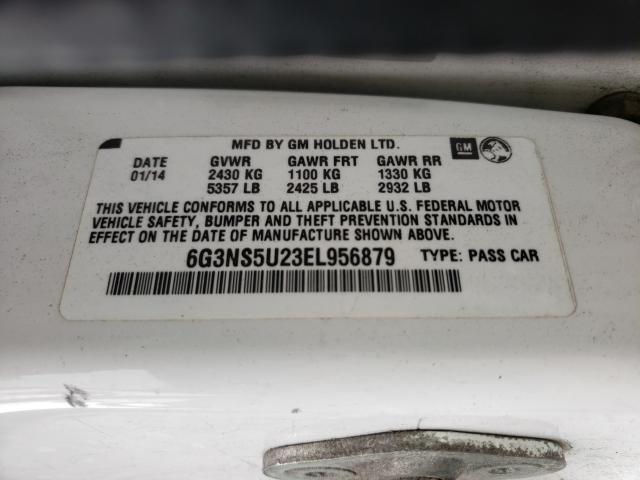 MFD BY GM HOLDEN LTD.
GM
DATE GVWR GAWR FRT GAWR RR
01/14 2430 KG 1100 KG 1330 KG
5357 LB 2425 LB 2932 LB
THIS VEHICLE CONFORMS TO ALL APPLICABLE U.S. FEDERAL MOTOR
VEHICLE SAFETY, BUMPER AND THEFT PREVENTION STANDARDS IN
EFFECT ON THE DATE OF MANUFACTURE SHOWN ABOVE.
6G3NS5U23EL956879 TYPE: PASS CAR